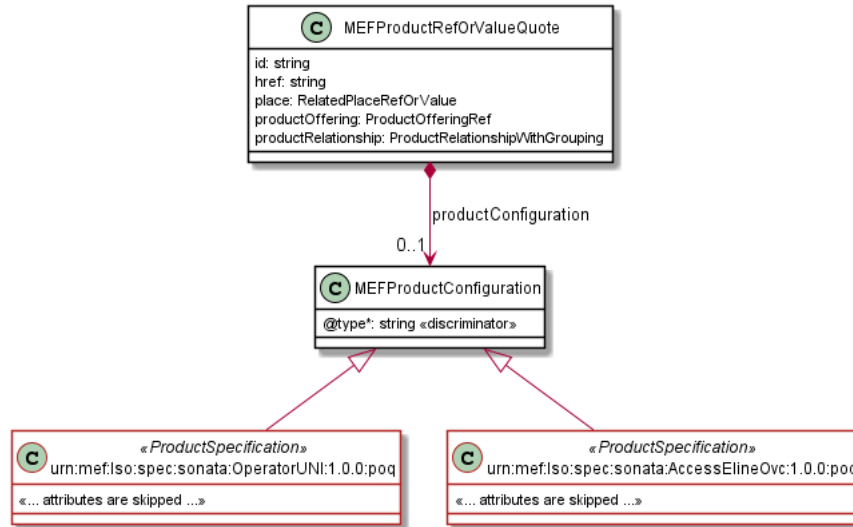 C MEFProductRefOrValueQuote
id: string
href: string
place: RelatedPlaceRefOrValue
productOffering: ProductOfferingRef
productRelationship: ProductRelationshipWithGrouping
productConfiguration
0..1
C MEFProductConfiguration
@type*: string «discriminator»
«ProductSpecification»
C urn:mef:lso:spec:sonata:OperatorUNI:1.0.0:poq
«... attributes are skipped ...»
«ProductSpecification»
C urn:mef:lso:spec:sonata:AccessElineOvc:1.0.0:poq
«... attributes are skipped ...»